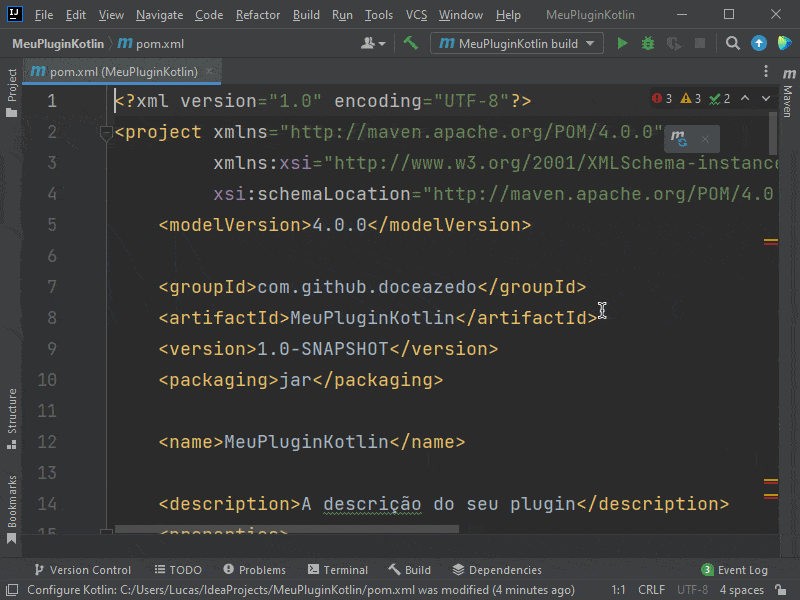 File Edit View Navigate Code Refactor Build Run Tools VCS Window Help MeuPluginKotlin
MeuPluginKotlin pom.xml MeuPluginKotlin build
Project
pom.xml (MeuPluginKotlin)
Maven
1 <?xml version="1.0" encoding="UTF-8"?> 3 3 2
2 <project xmlns="http://maven.apache.org/POM/4.0.0"
3 xmlns:xsi="http://www.w3.org/2001/XMLSchema-instance
4 xsi:schemaLocation="http://maven.apache.org/POM/4.0
5 <modelVersion>4.0.0</modelVersion>
6
7 <groupId>com.github.doceazedo</groupId>
8 <artifactId>MeuPluginKotlin</artifactId>
9 <version>1.0-SNAPSHOT</version>
10 <packaging>jar</packaging>
11
12 <name>MeuPluginKotlin</name>
13
14 <description>A descrição do seu plugin</description>
15 <properties>
Structure
Bookmarks
Version Control TODO Problems Terminal Build Dependencies 3 Event Log
Configure Kotlin: C:/Users/Lucas/IdeaProjects/MeuPluginKotlin/pom.xml was modified (4 minutes ago) 1:1 CRLF UTF-8 4 spaces